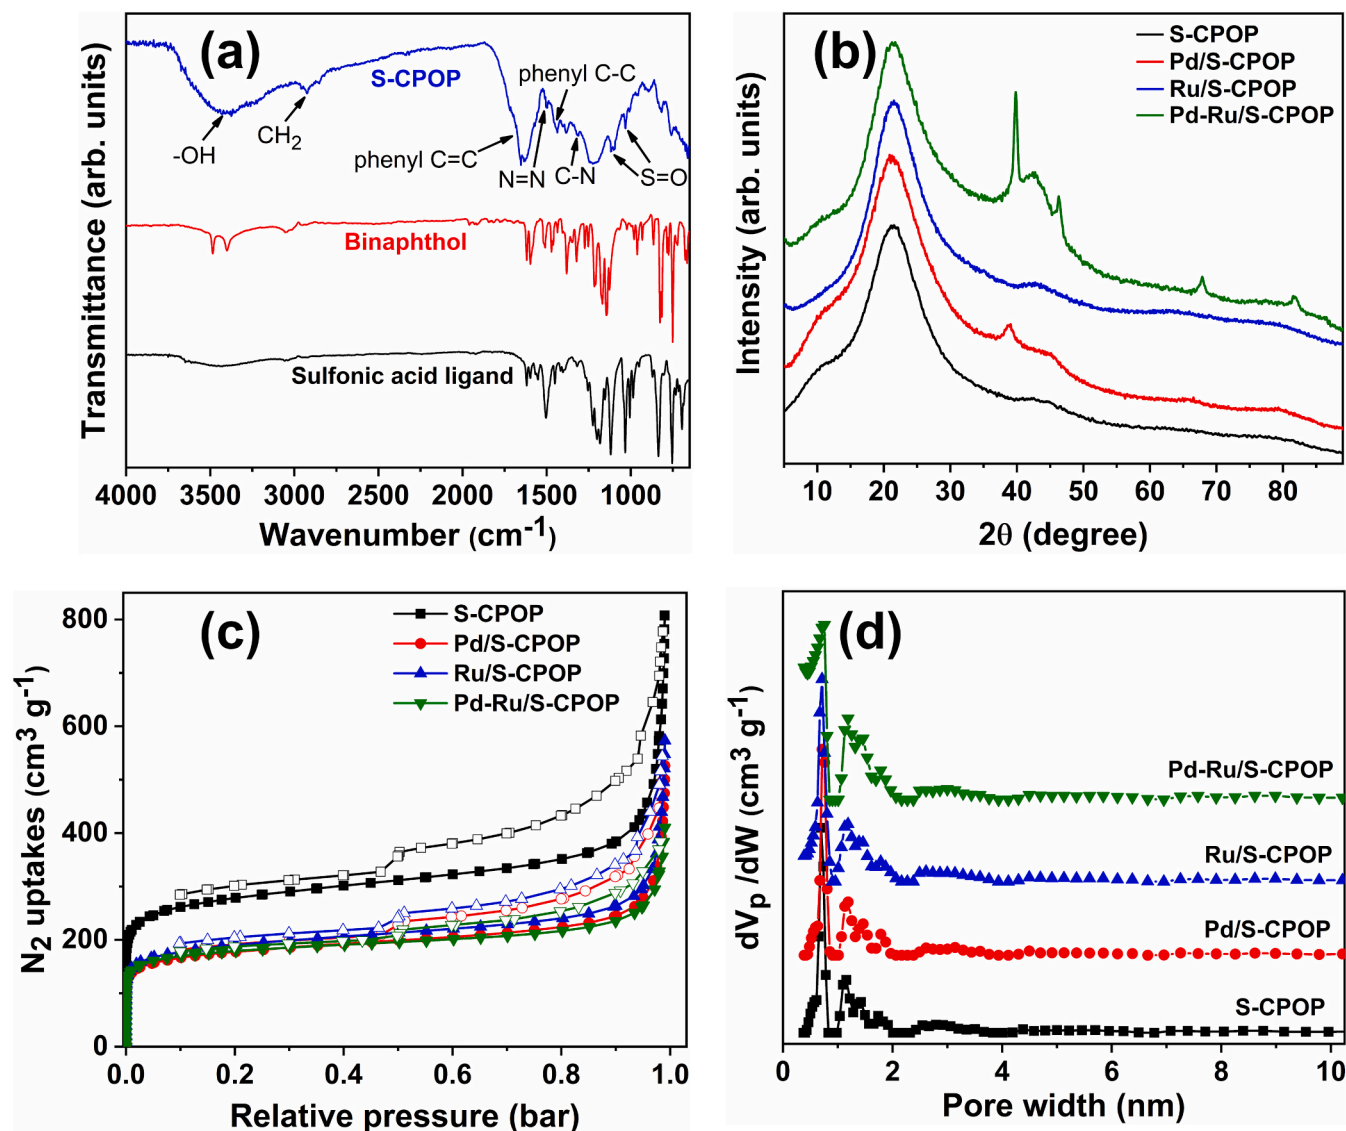 (a)
S-CPOP
phenyl C-C
-OH
CH2
phenyl C=C
N=N
C-N
S=O
Binaphthol
Sulfonic acid ligand
Transmittance (arb. units)
4000 3500 3000 2500 2000 1500 1000
Wavenumber (cm-1)
(b)
S-CPOP
Pd/S-CPOP
Ru/S-CPOP
Pd-Ru/S-CPOP
Intensity (arb. units)
10 20 30 40 50 60 70 80
2θ (degree)
(c)
S-CPOP
Pd/S-CPOP
Ru/S-CPOP
Pd-Ru/S-CPOP
N2 uptakes (cm3 g-1)
800
600
400
200
0
0.0 0.2 0.4 0.6 0.8 1.0
Relative pressure (bar)
(d)
Pd-Ru/S-CPOP
Ru/S-CPOP
Pd/S-CPOP
S-CPOP
dVp/dW (cm3 g-1)
0 2 4 6 8 10
Pore width (nm)